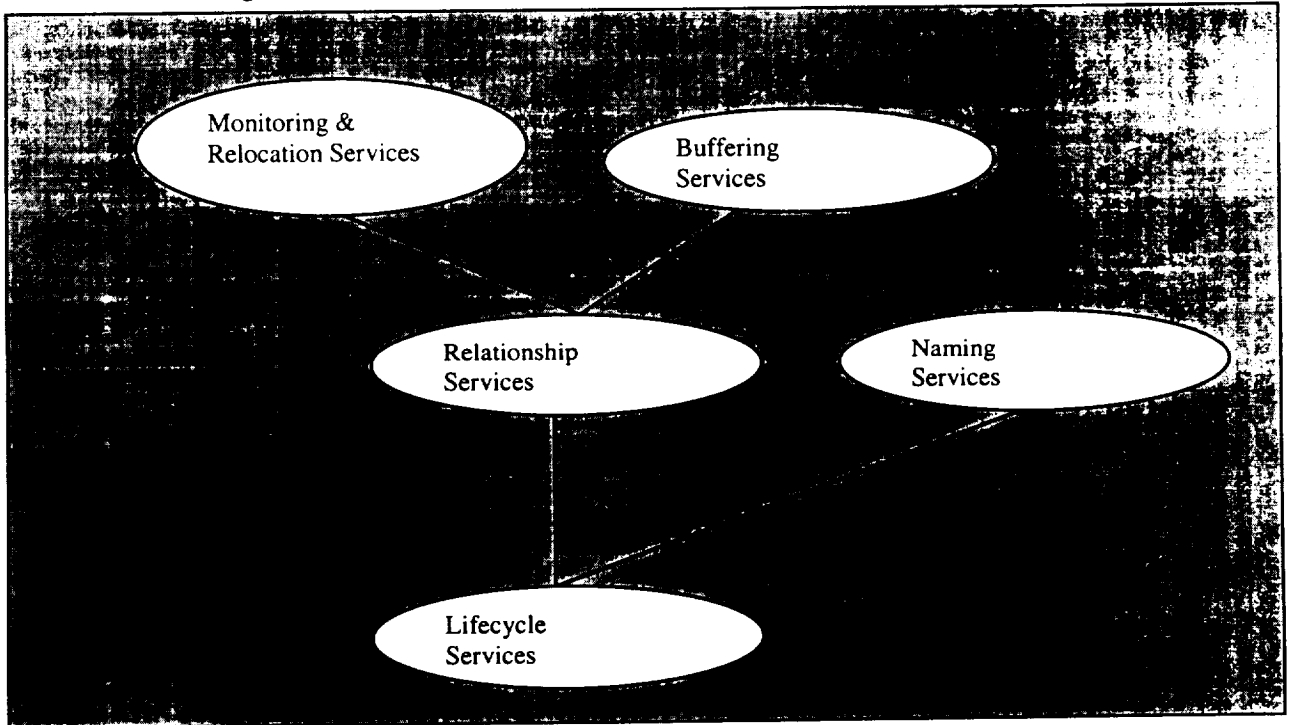 Monitoring &
Relocation Services
Buffering
Services
Relationship
Services
Naming
Services
Lifecycle
Services